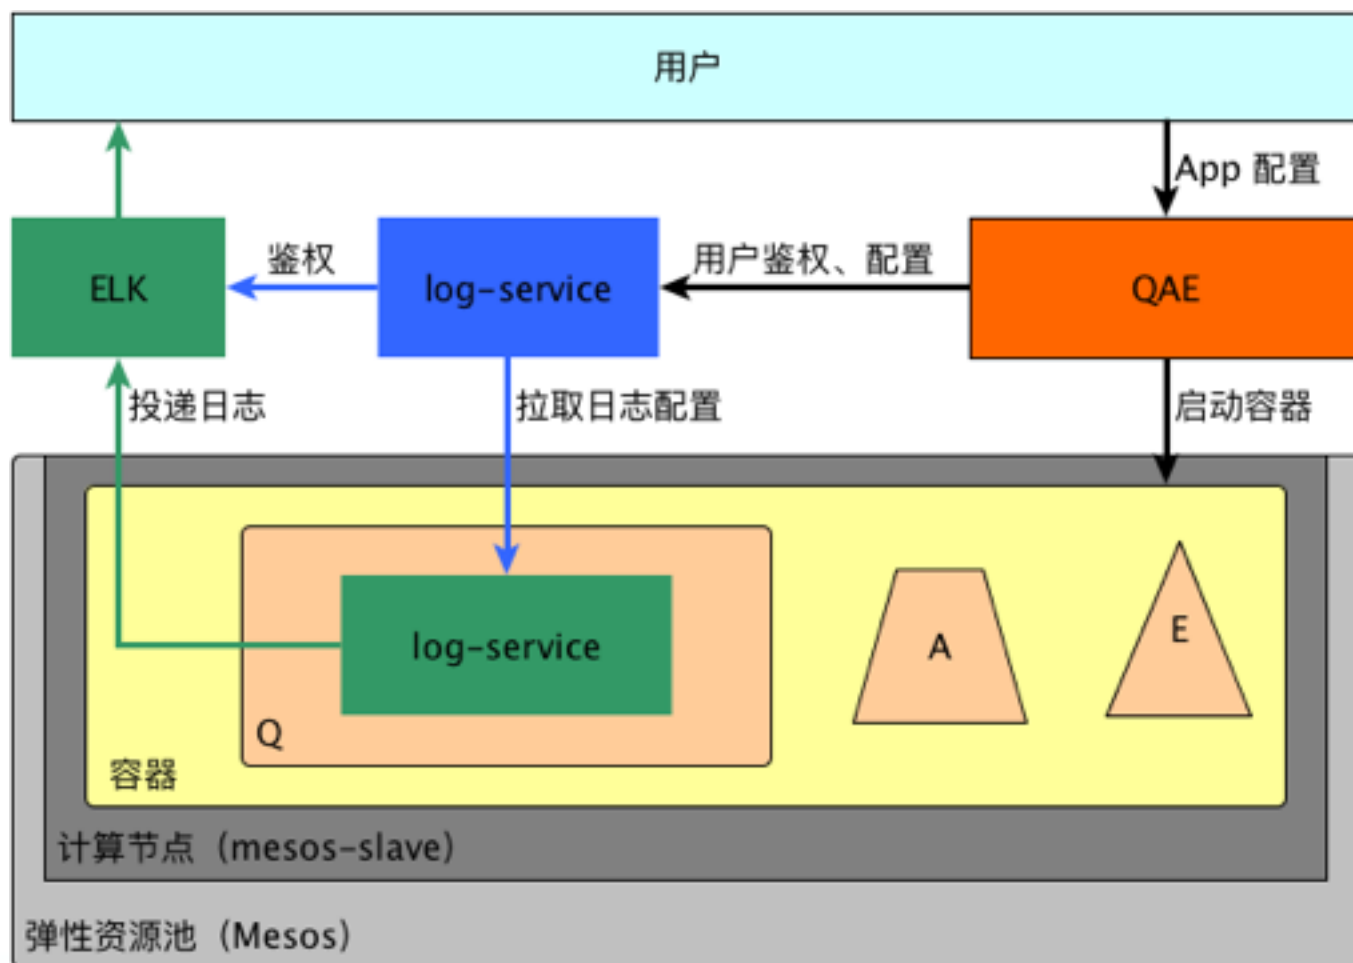 用户
App 配置
ELK
鉴权
log-service
用户鉴权、配置
QAE
投递日志
拉取日志配置
启动容器
log-service
Q
A
E
容器
计算节点（mesos-slave）
弹性资源池（Mesos）